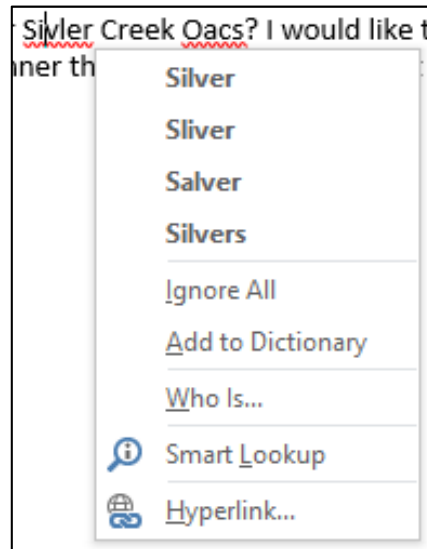 Sivler Creek Oacs? I would like t
nner th
Silver
Sliver
Salver
Silvers
Ignore All
Add to Dictionary
Who Is...
Smart Lookup
Hyperlink...